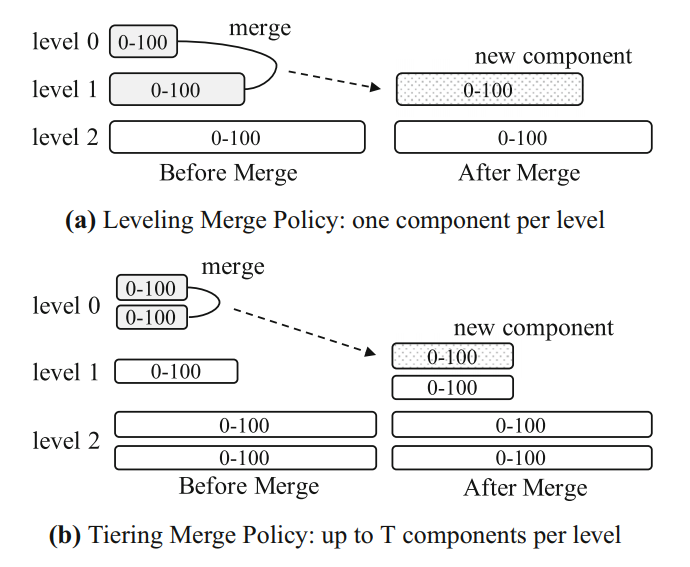 merge
level 0 0-100
new component
level 1 0-100 0-100
level 2 0-100 0-100
Before Merge After Merge
(a) Leveling Merge Policy: one component per level
merge
0-100
level 0
0-100
new component
0-100
level 1 0-100
0-100
0-100 0-100
level 2
0-100 0-100
Before Merge After Merge
(b) Tiering Merge Policy: up to T components per level